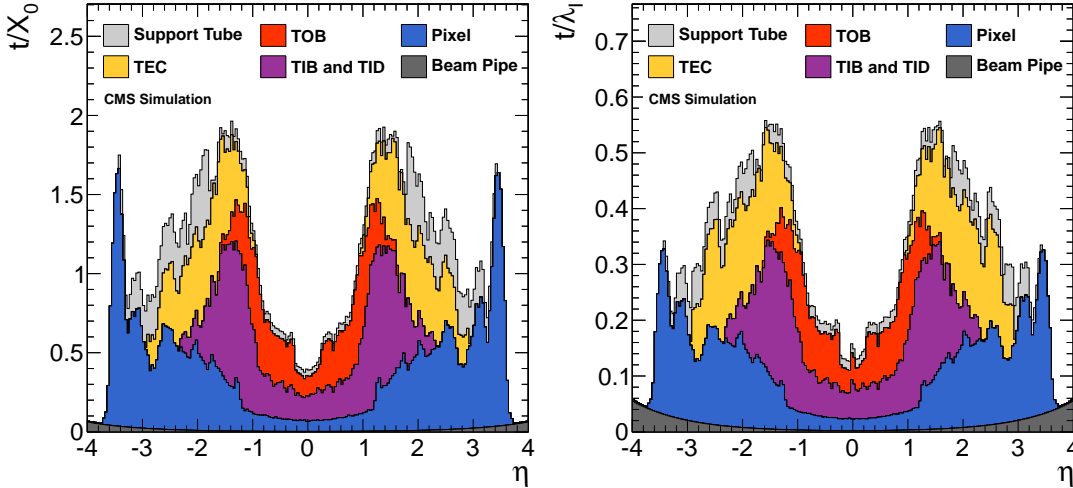 t/X0
2.5
2
1.5
1
0.5
0
Support Tube TOB Pixel
TEC TIB and TID Beam Pipe
CMS Simulation
-4 -3 -2 -1 0 1 2 3 4
η
t/λI
0.7
0.6
0.5
0.4
0.3
0.2
0.1
0
Support Tube TOB Pixel
TEC TIB and TID Beam Pipe
CMS Simulation
-4 -3 -2 -1 0 1 2 3 4
η